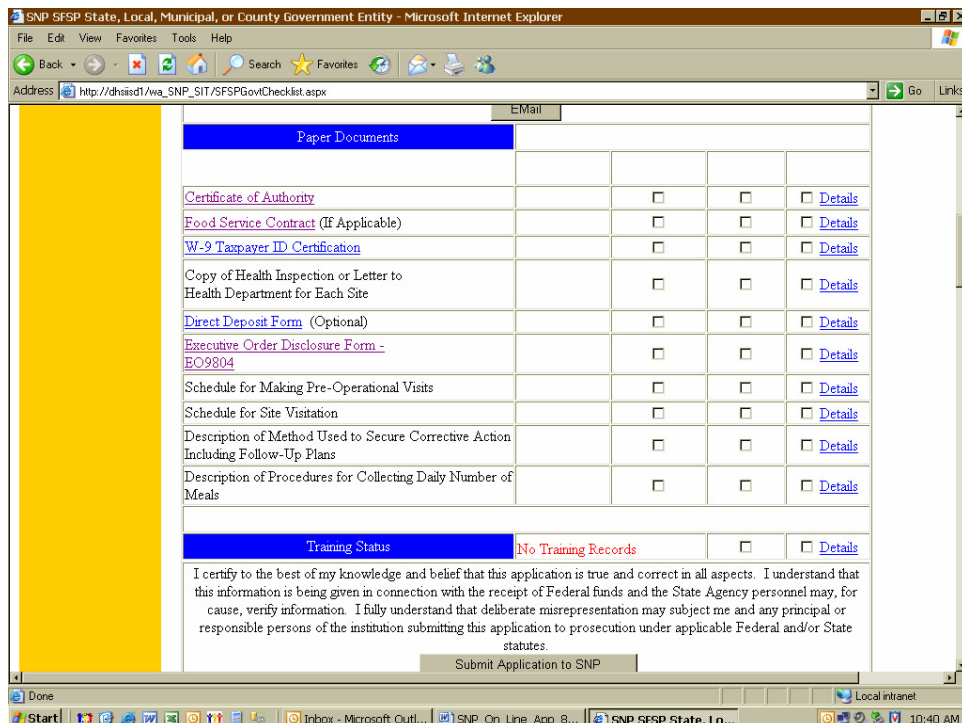 SNP SFSP State, Local, Municipal, or County Government Entity - Microsoft Internet Explorer
File Edit View Favorites Tools Help
Back Search Favorites
Address http://dhsiisd1/wa_SNP_SIT/SFSPGovtChecklist.aspx Go Links
EMail
Paper Documents
Certificate of Authority Details
Food Service Contract (If Applicable) Details
W-9 Taxpayer ID Certification Details
Copy of Health Inspection or Letter to
Health Department for Each Site Details
Direct Deposit Form (Optional) Details
Executive Order Disclosure Form -
EO9804 Details
Schedule for Making Pre-Operational Visits Details
Schedule for Site Visitation Details
Description of Method Used to Secure Corrective Action
Including Follow-Up Plans Details
Description of Procedures for Collecting Daily Number of
Meals Details
Training Status No Training Records Details
I certify to the best of my knowledge and belief that this application is true and correct in all aspects. I understand that
this information is being given in connection with the receipt of Federal funds and the State Agency personnel may, for
cause, verify information. I fully understand that deliberate misrepresentation may subject me and any principal or
responsible persons of the institution submitting this application to prosecution under applicable Federal and/or State
statutes.
Submit Application to SNP
Done Local intranet
Start Inbox - Microsoft Outl... SNP_On_Line_App_8... SNP SFSP State, Lo... 10:40 AM